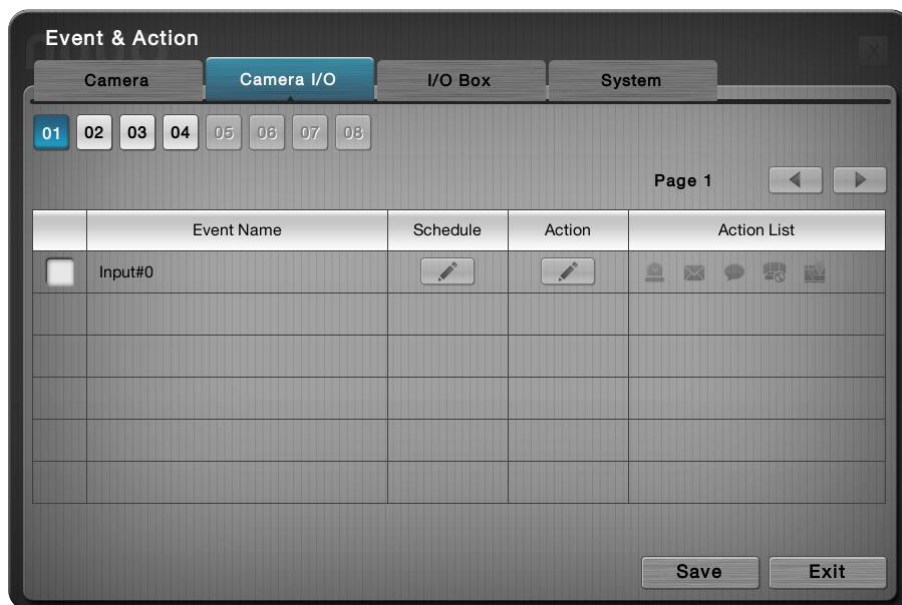 Event & Action
Camera Camera I/O I/O Box System
01 02 03 04 05 06 07 08
Page 1
Event Name Schedule Action Action List
Input#0
Save Exit